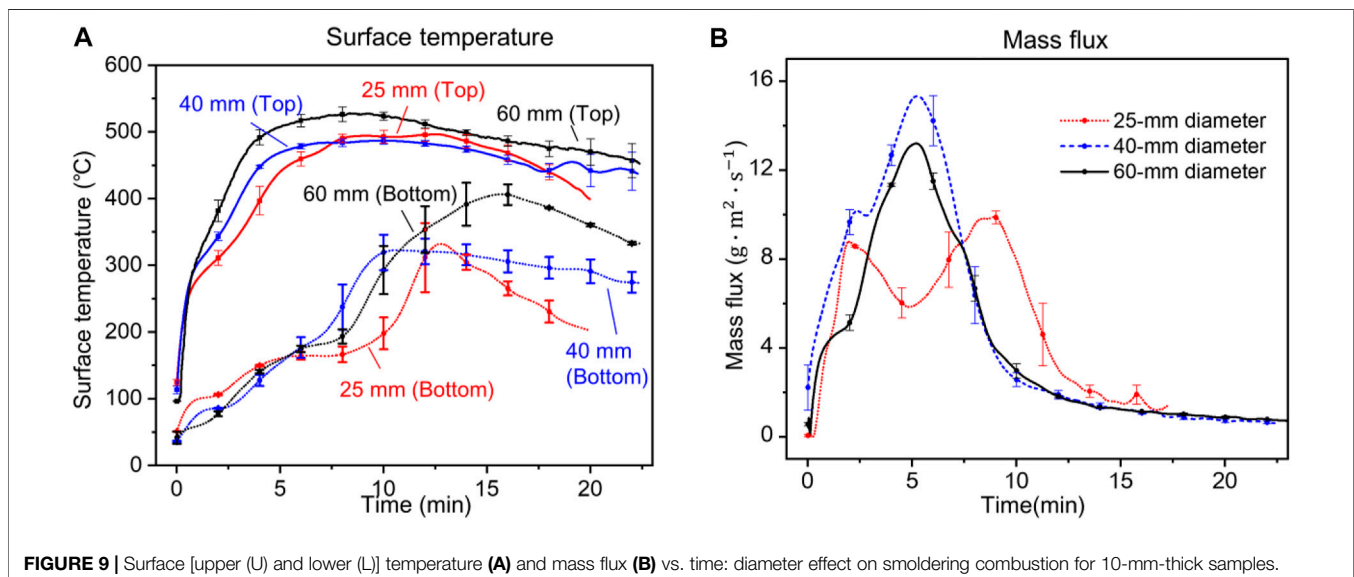 A
Surface temperature
Surface temperature (°C)
600
500
400
300
200
100
0
40 mm (Top)
25 mm (Top)
60 mm (Top)
60 mm (Bottom)
25 mm (Bottom)
40 mm
(Bottom)
0 5 10 15 20
Time (min)
B
Mass flux
Mass flux (g · m² · s⁻¹)
16
12
8
4
0
25-mm diameter
40-mm diameter
60-mm diameter
0 5 10 15 20
Time(min)
FIGURE 9 | Surface [upper (U) and lower (L)] temperature (A) and mass flux (B) vs. time: diameter effect on smoldering combustion for 10-mm-thick samples.